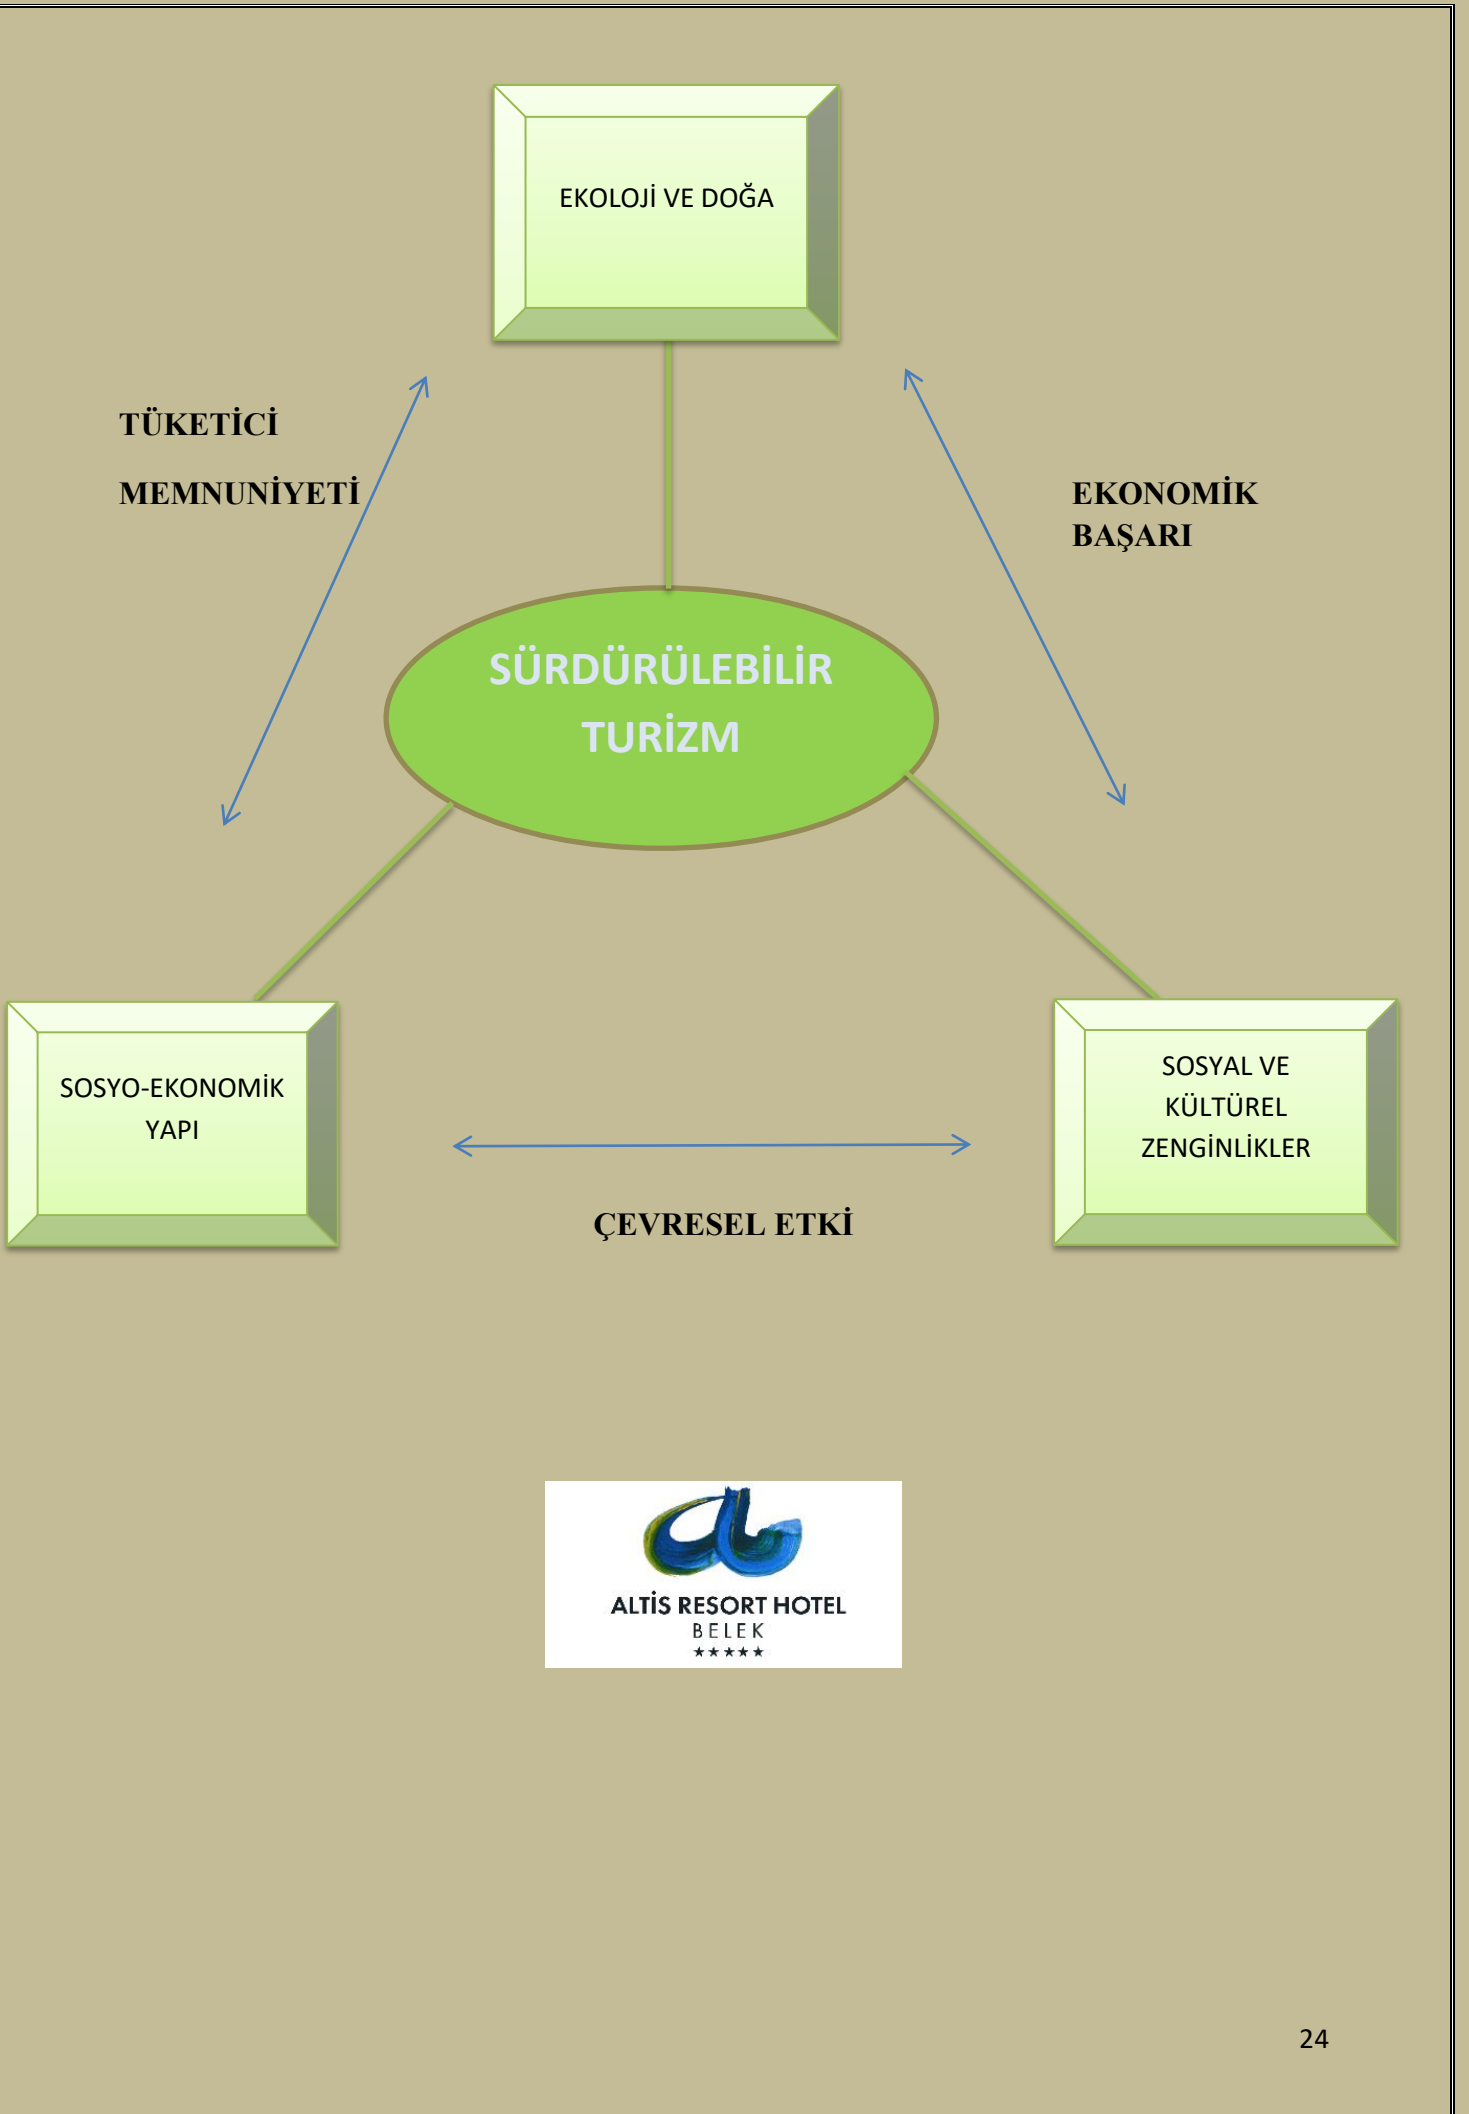 EKOLOJİ VE DOĞA
TÜKETİCİ
MEMNUNİYETİ
EKONOMİK
BAŞARI
SÜRDÜRÜLEBİLİR
TURİZM
SOSYO-EKONOMİK
YAPI
SOSYAL VE
KÜLTÜREL
ZENGİNLİKLER
ÇEVRESEL ETKİ
ALTİS RESORT HOTEL
BELEK
★★★★★
24